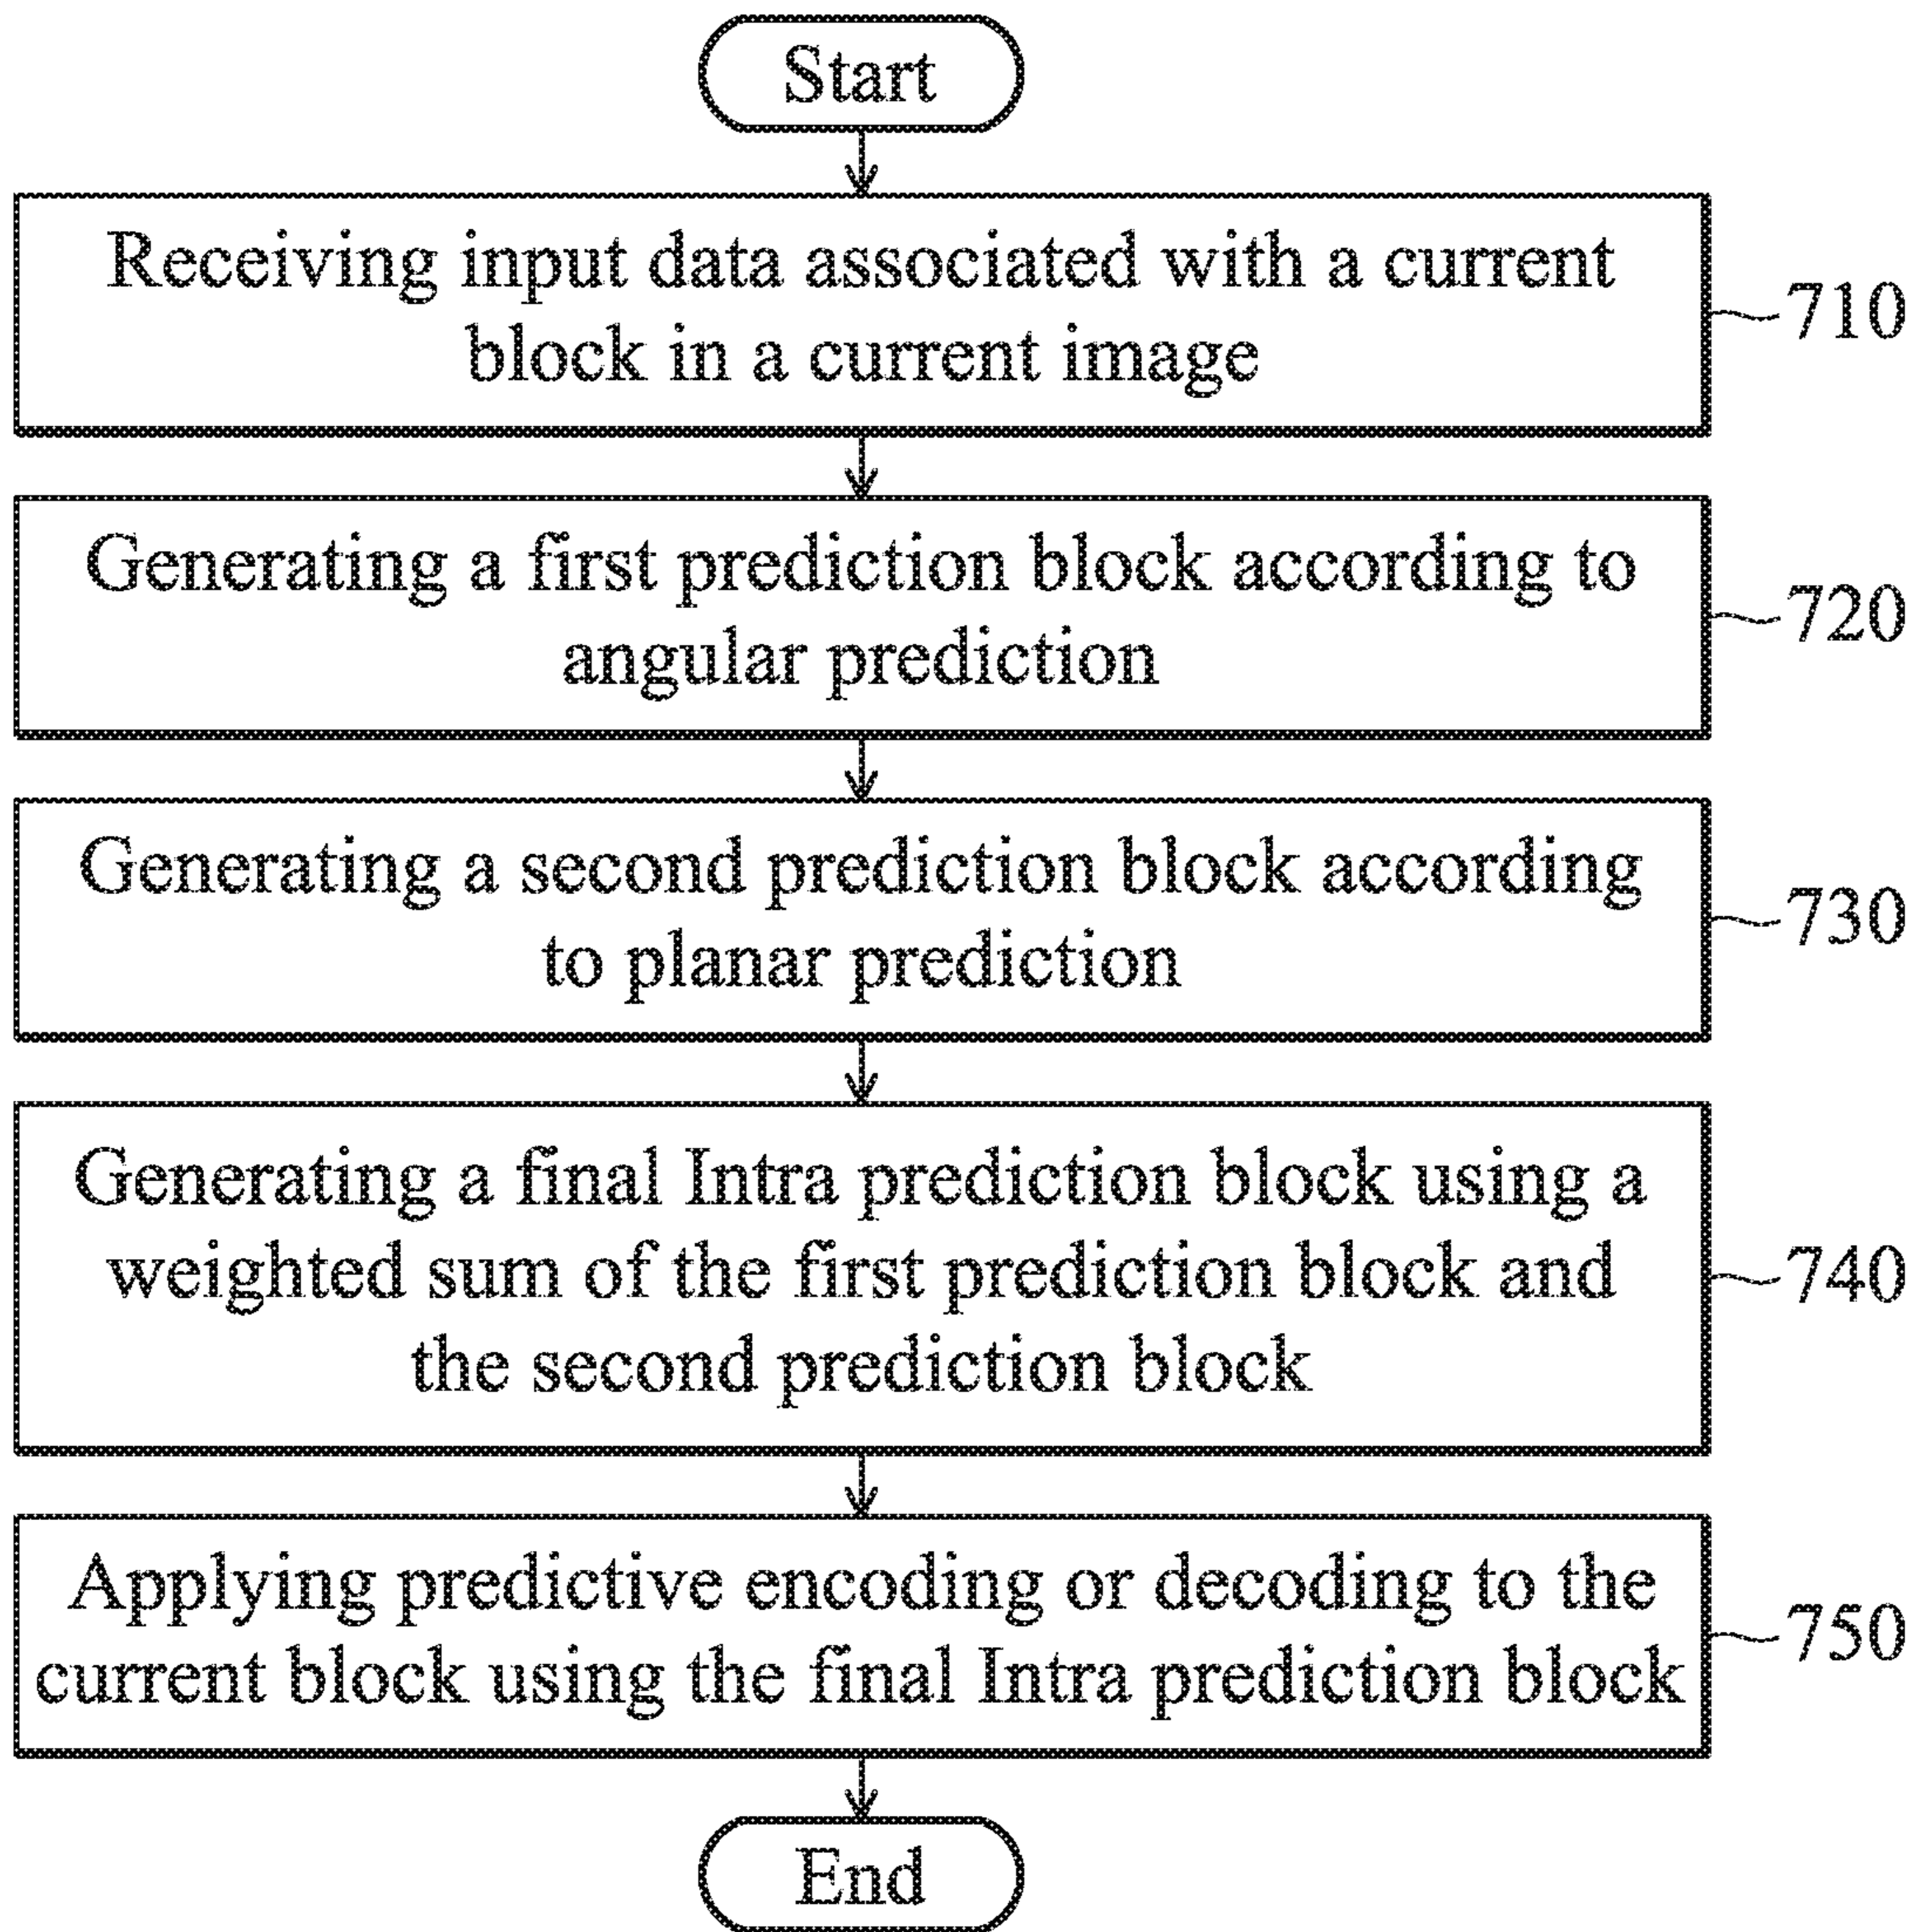 Start
Receiving input data associated with a current
block in a current image
710
Generating a first prediction block according to
angular prediction
720
Generating a second prediction block according
to planar prediction
730
Generating a final Intra prediction block using a
weighted sum of the first prediction block and
the second prediction block
740
Applying predictive encoding or decoding to the
current block using the final Intra prediction block
750
End